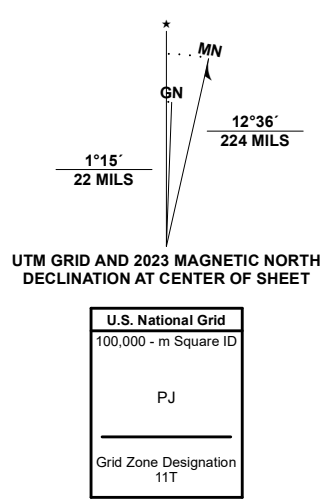 ★
MN
GN
12°36´
224 MILS
1°15´
22 MILS
UTM GRID AND 2023 MAGNETIC NORTH
DECLINATION AT CENTER OF SHEET
U.S. National Grid
100,000 - m Square ID
PJ
Grid Zone Designation
11T